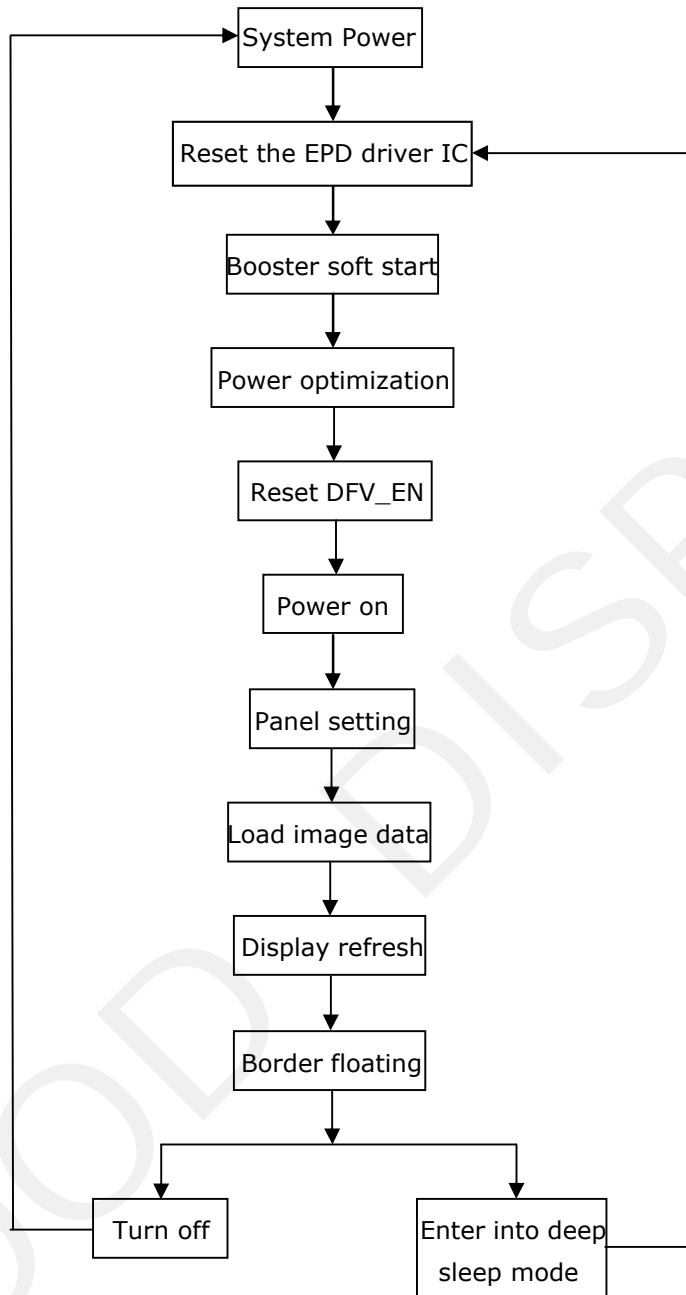 System Power
Reset the EPD driver IC
Booster soft start
Power optimization
Reset DFV_EN
Power on
Panel setting
Load image data
Display refresh
Border floating
Turn off
Enter into deep
sleep mode